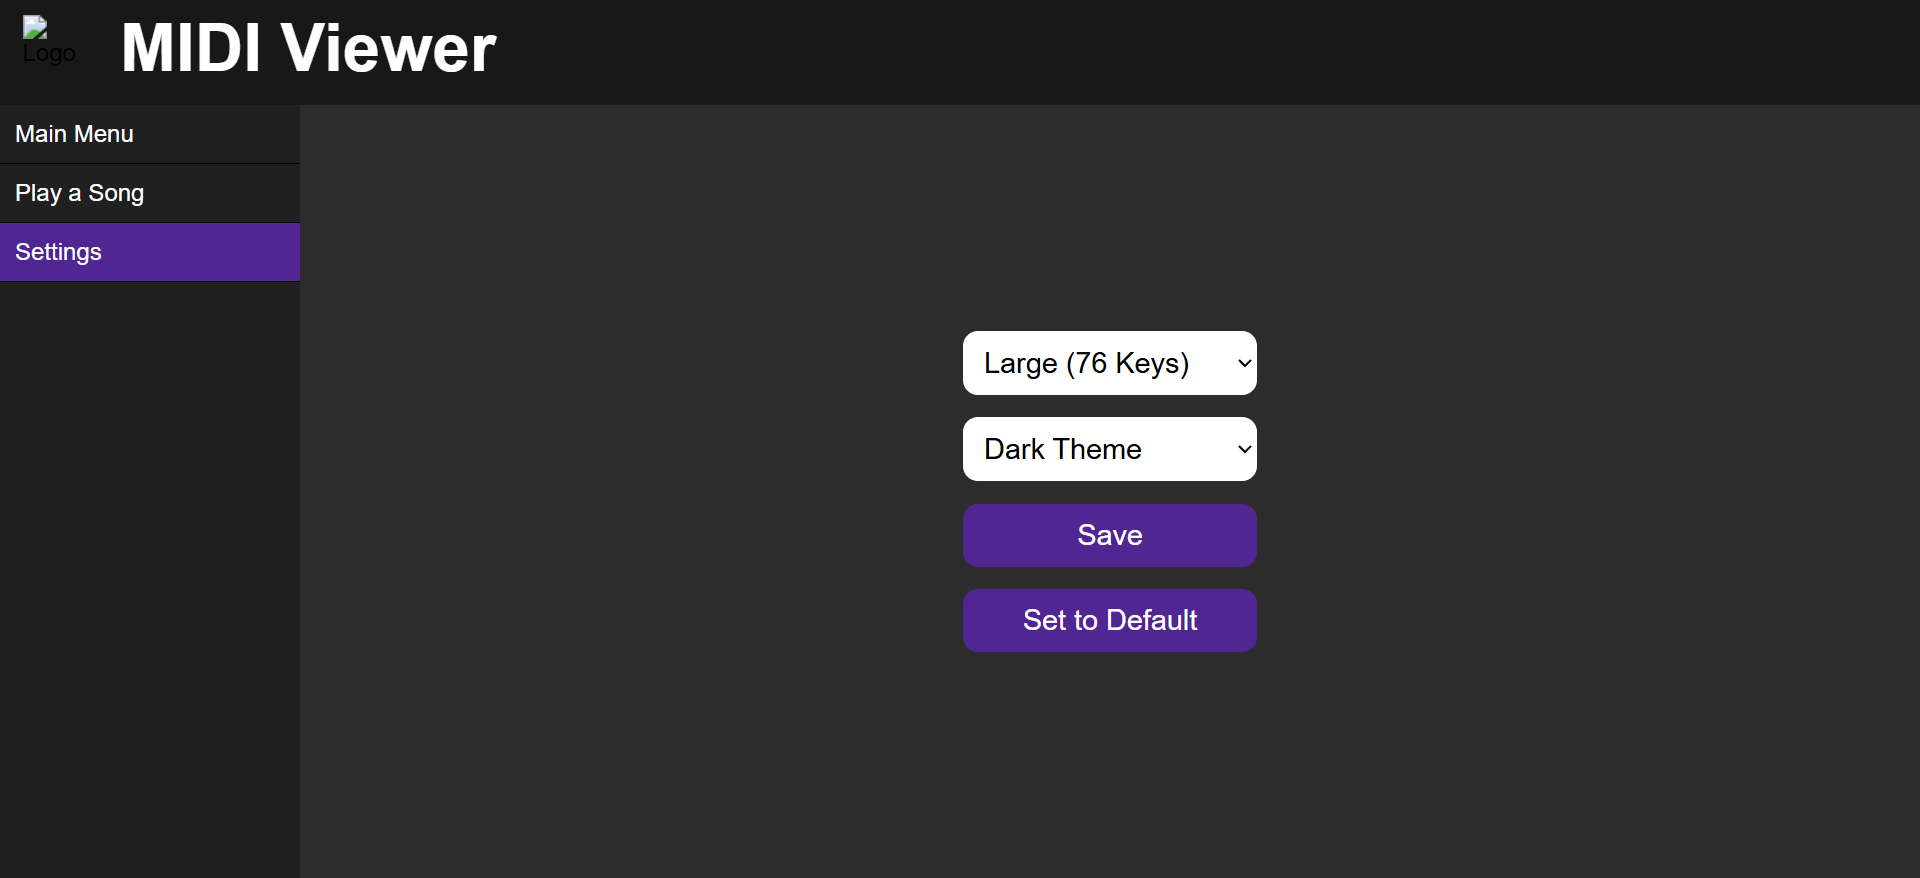 Logo
MIDI Viewer
Main Menu
Play a Song
Settings
Large (76 Keys)
Dark Theme
Save
Set to Default